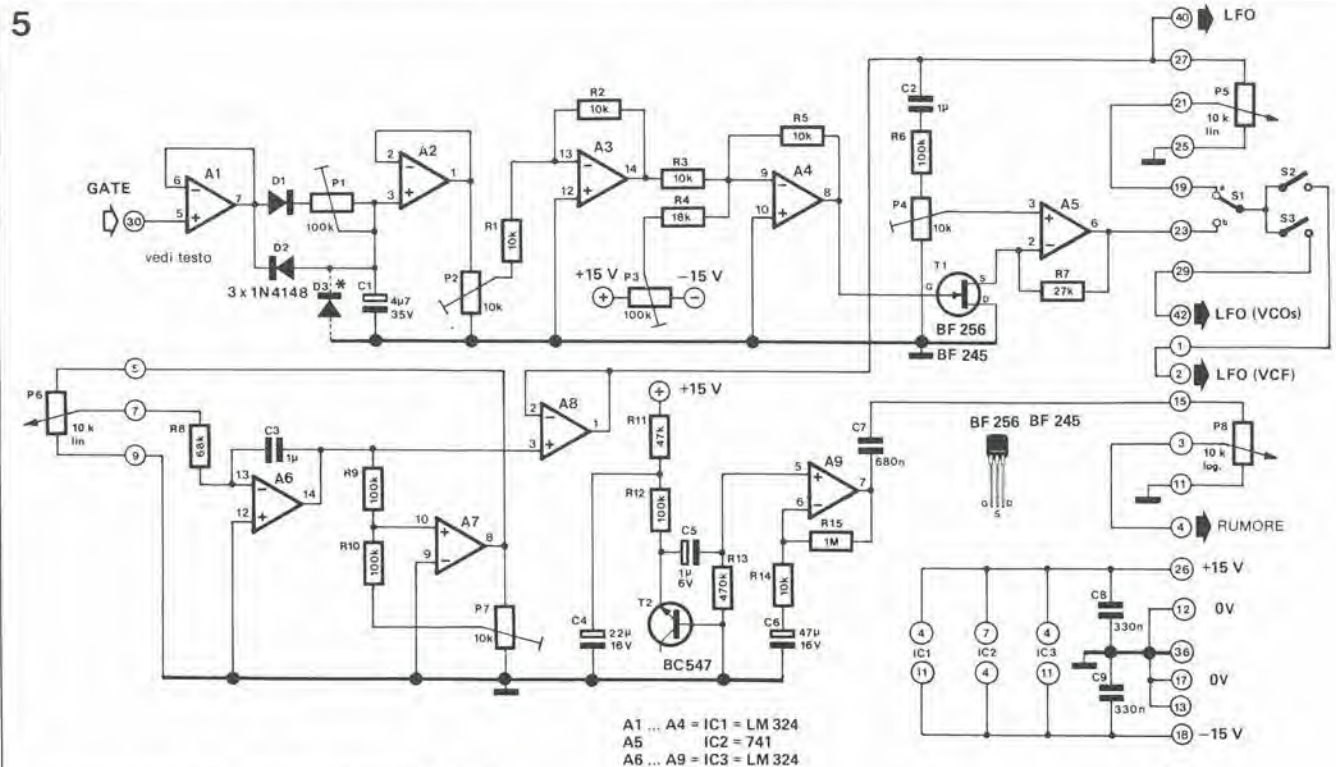 5
GATE
30
vedi testo
6
5
A1
7
D1
D2
3 x 1N4148
D3 *
P1
100k
C1
4µ7
35V
2
3
A2
1
P2
10k
R1
10k
R2
10k
13
12
A3
14
R3
10k
R4
18k
+15 V
−15 V
P3
100k
R5
10k
9
10
A4
8
C2
1µ
R6
100k
P4
10k
T1
G
S
D
BF 256
BF 245
3
2
A5
6
R7
27k
40
LFO
27
21
P5
10 k
lin
25
19
a
S1
b
23
S2
S3
29
42
LFO (VCOs)
1
2
LFO (VCF)
P6
10 k
lin
7
9
R8
68k
C3
1µ
13
12
A6
14
R9
100k
R10
100k
10
9
A7
8
P7
10k
2
3
A8
1
+15 V
R11
47k
R12
100k
C4
22µ
16V
C5
1µ
6V
T2
BC547
R13
470k
5
6
A9
7
R14
10k
R15
1M
C6
47µ
16V
C7
680n
15
3
P8
10 k
log.
11
4
RUMORE
BF 256 BF 245
G
S
D
26
+15 V
C8
330n
12
0V
36
17
0V
13
C9
330n
18
−15 V
4
IC1
11
7
IC2
4
4
IC3
11
A1 ... A4 = IC1 = LM 324
A5 IC2 = 741
A6 ... A9 = IC3 = LM 324